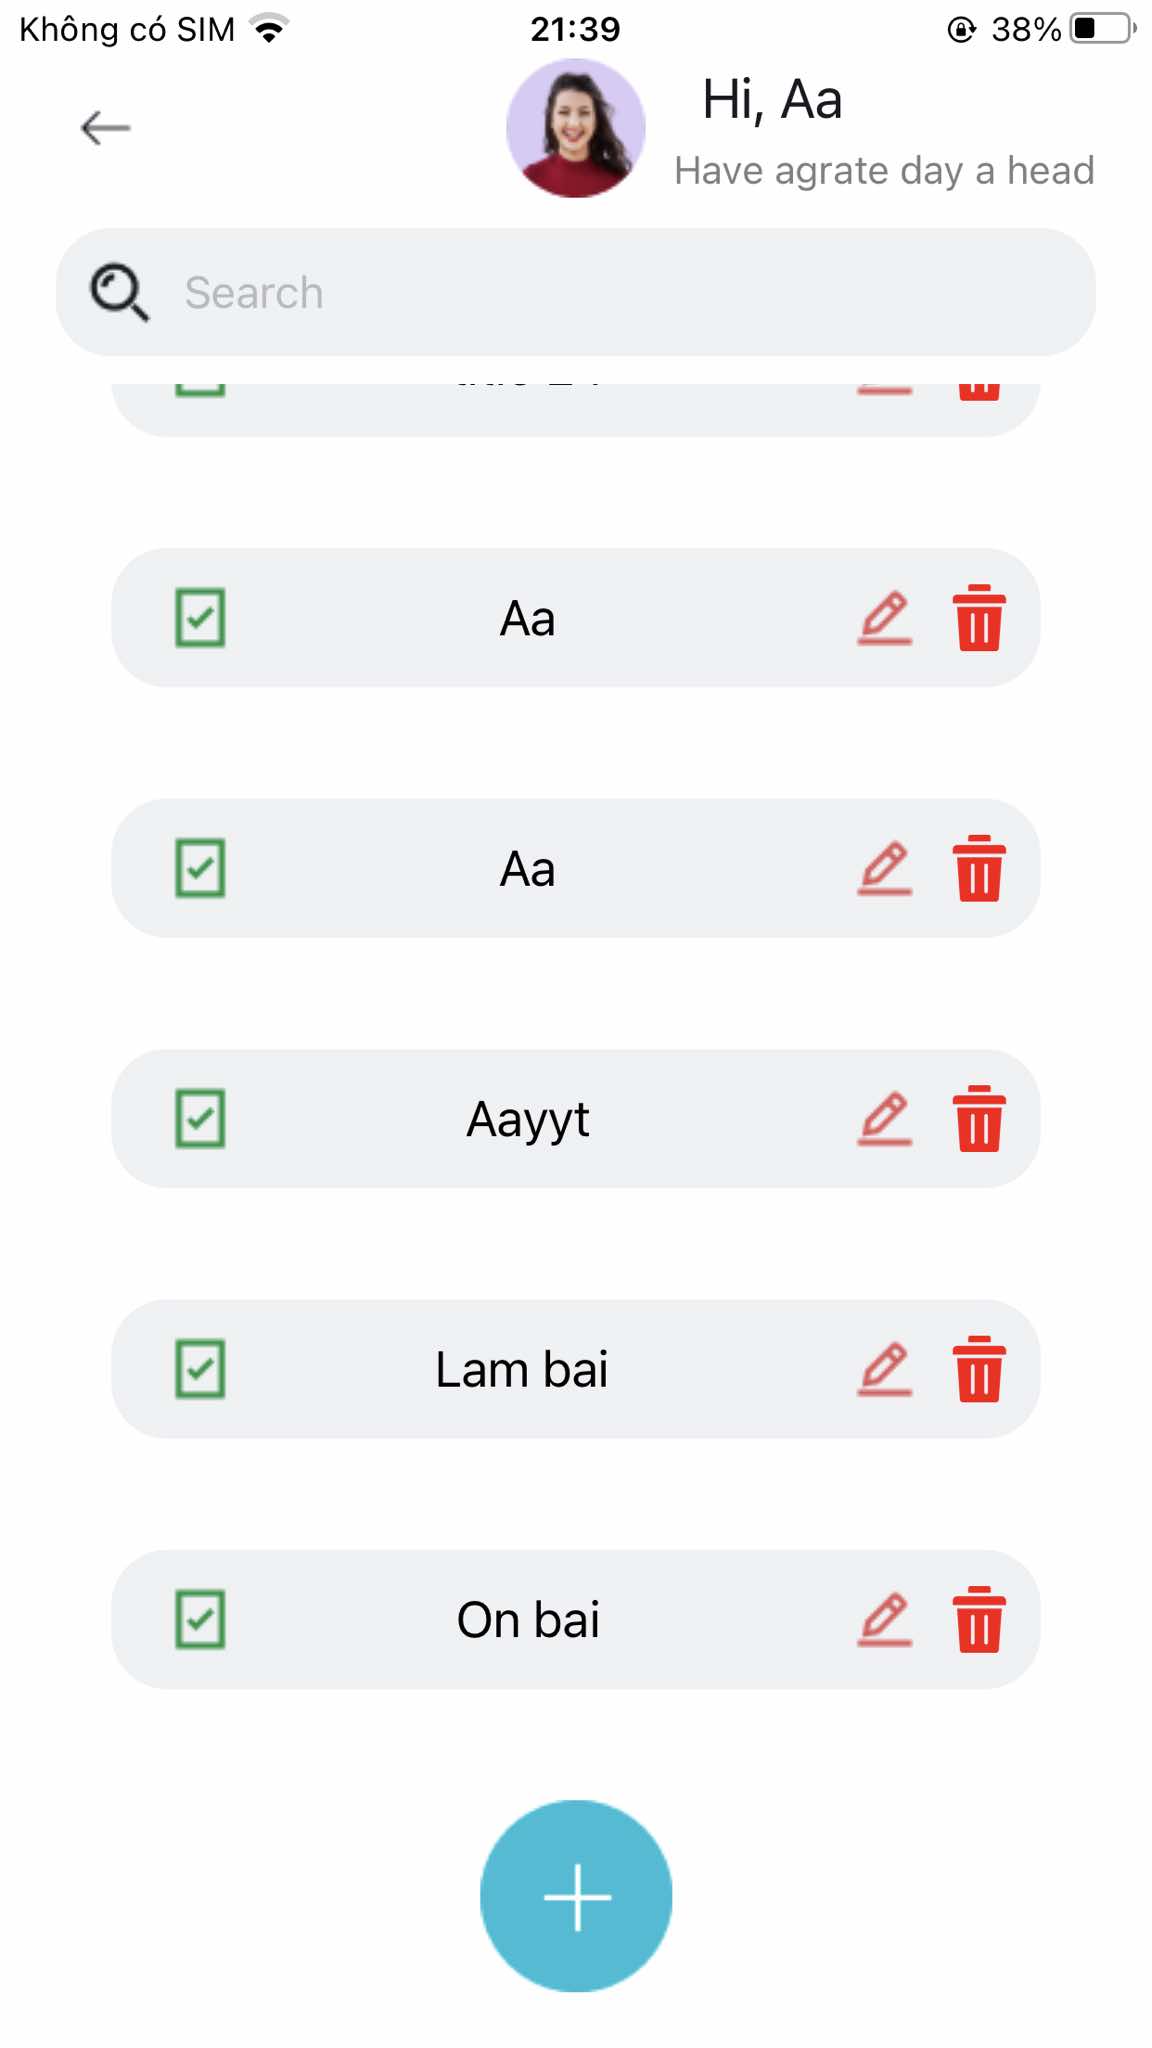 Không có SIM
21:39
38%
Hi, Aa
Have agrate day a head
Search
Aa
Aa
Aayyt
Lam bai
On bai